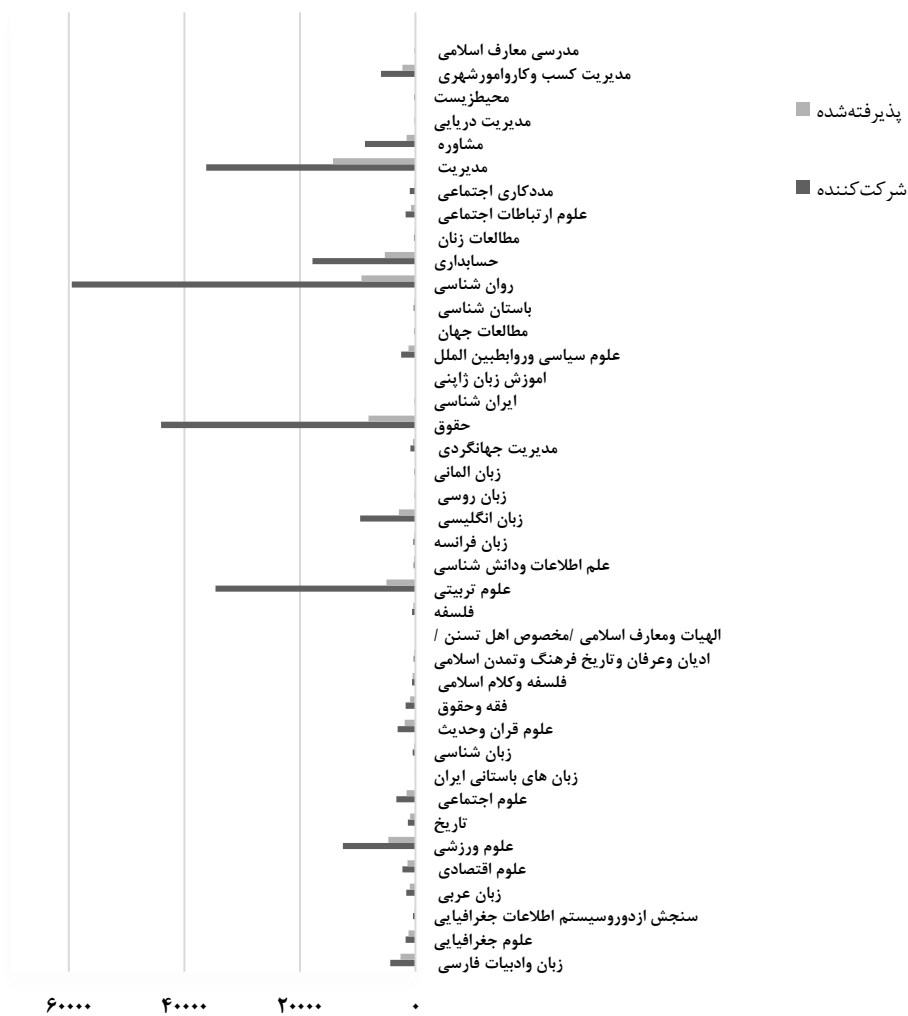 مدرسی معارف اسلامی
مدیریت کسب وکاروامورشهری
محیطزیست
مدیریت دریایی
مشاوره
مدیریت
مددکاری اجتماعی
علوم ارتباطات اجتماعی
مطالعات زنان
حسابداری
روان شناسی
باستان شناسی
مطالعات جهان
علوم سیاسی وروابطبین الملل
اموزش زبان ژاپنی
ایران شناسی
حقوق
مدیریت جهانگردی
زبان المانی
زبان روسی
زبان انگلیسی
زبان فرانسه
علم اطلاعات ودانش شناسی
علوم تربیتی
فلسفه
الهیات ومعارف اسلامی /مخصوص اهل تسنن /
ادیان وعرفان وتاریخ فرهنگ وتمدن اسلامی
فلسفه وکلام اسلامی
فقه وحقوق
علوم قران وحدیث
زبان شناسی
زبان های باستانی ایران
علوم اجتماعی
تاریخ
علوم ورزشی
علوم اقتصادی
زبان عربی
سنجش ازدوروسیستم اطلاعات جغرافیایی
علوم جغرافیایی
زبان وادبیات فارسی
۶۰۰۰۰ ۴۰۰۰۰ ۲۰۰۰۰ ۰
پذیرفته‌شده
شرکت‌کننده